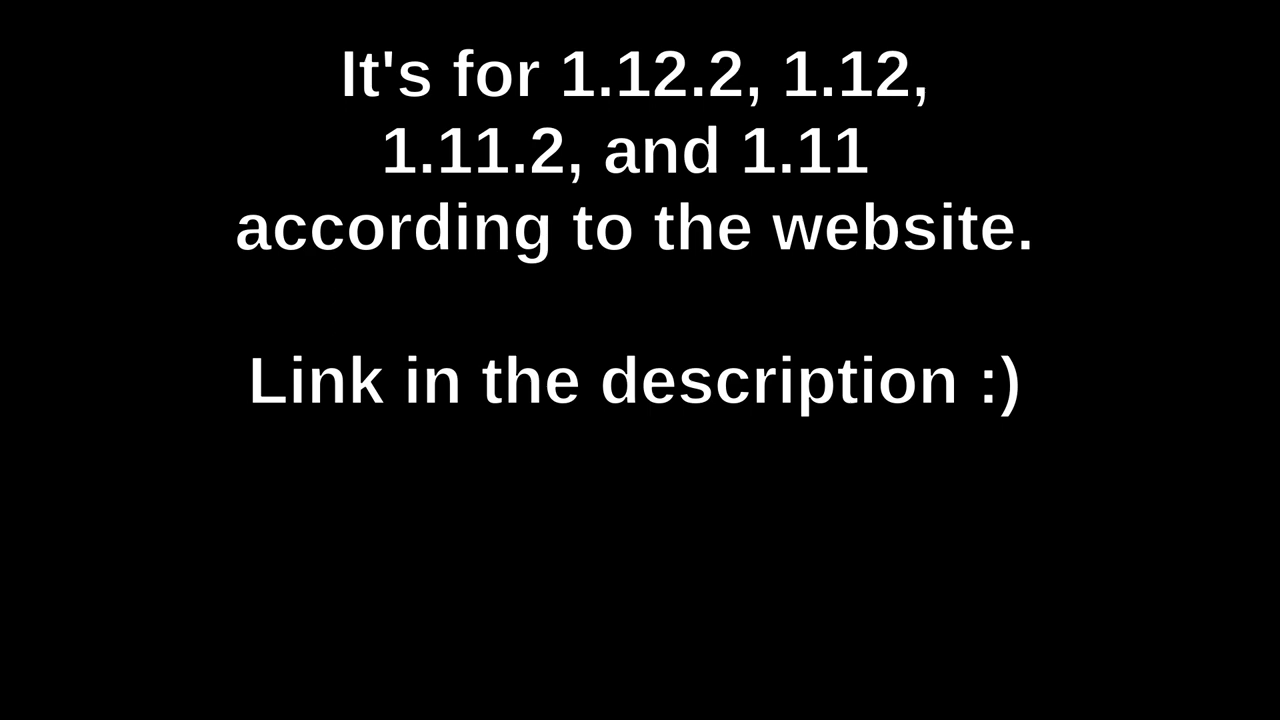 It's for 1.12.2, 1.12,
1.11.2, and 1.11
according to the website.
Link in the description :)